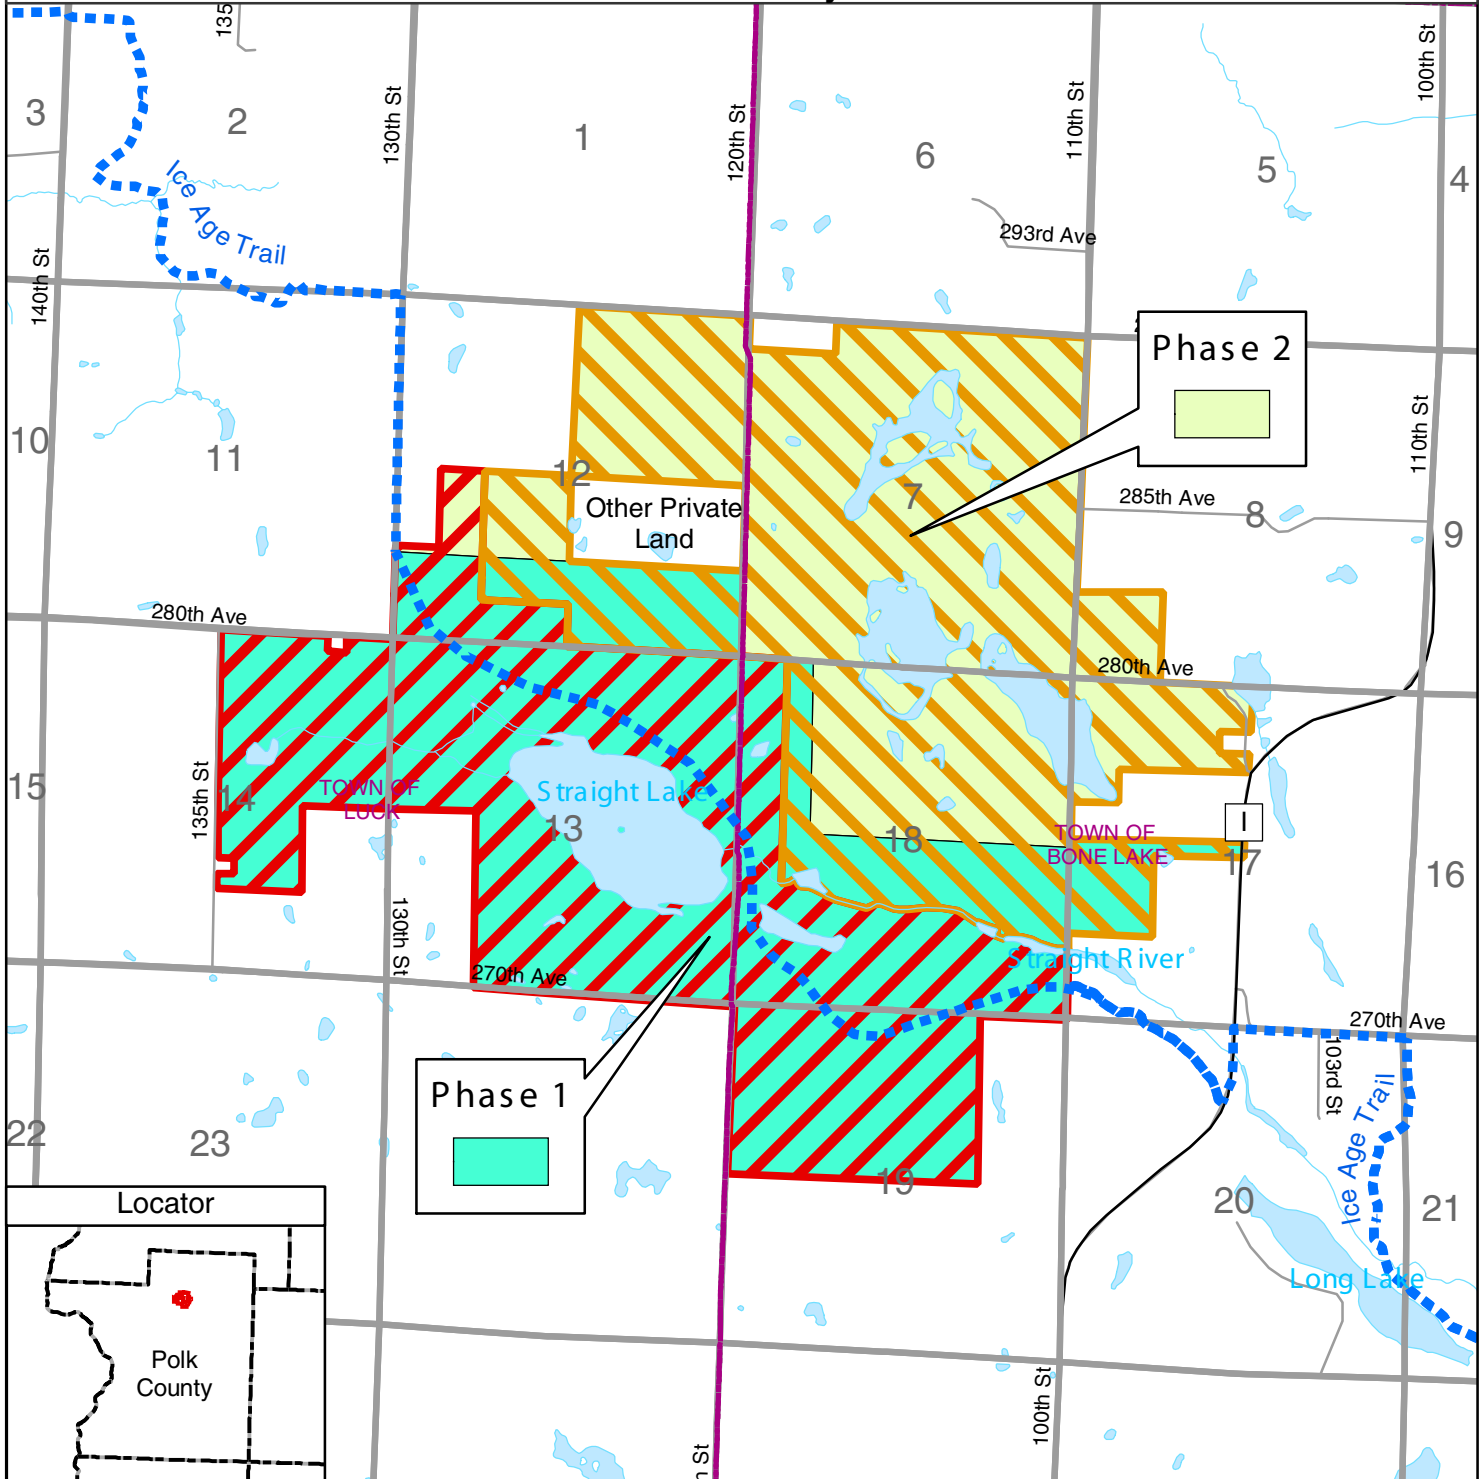 135
3
2
1
6
5
4
130th St
120th St
110th St
100th St
Ice Age Trail
293rd Ave
140th St
Phase 2
10
11
12
7
8
9
110th St
Other Private
Land
285th Ave
280th Ave
280th Ave
15
135th St
14
TOWN OF
LUCK
Straight Lake
13
18
TOWN OF
BONE LAKE
I
17
16
130th St
270th Ave
Straight River
270th Ave
103rd St
Phase 1
Ice Age Trail
22
23
19
20
21
Locator
Long Lake
Polk
County
100th St
St